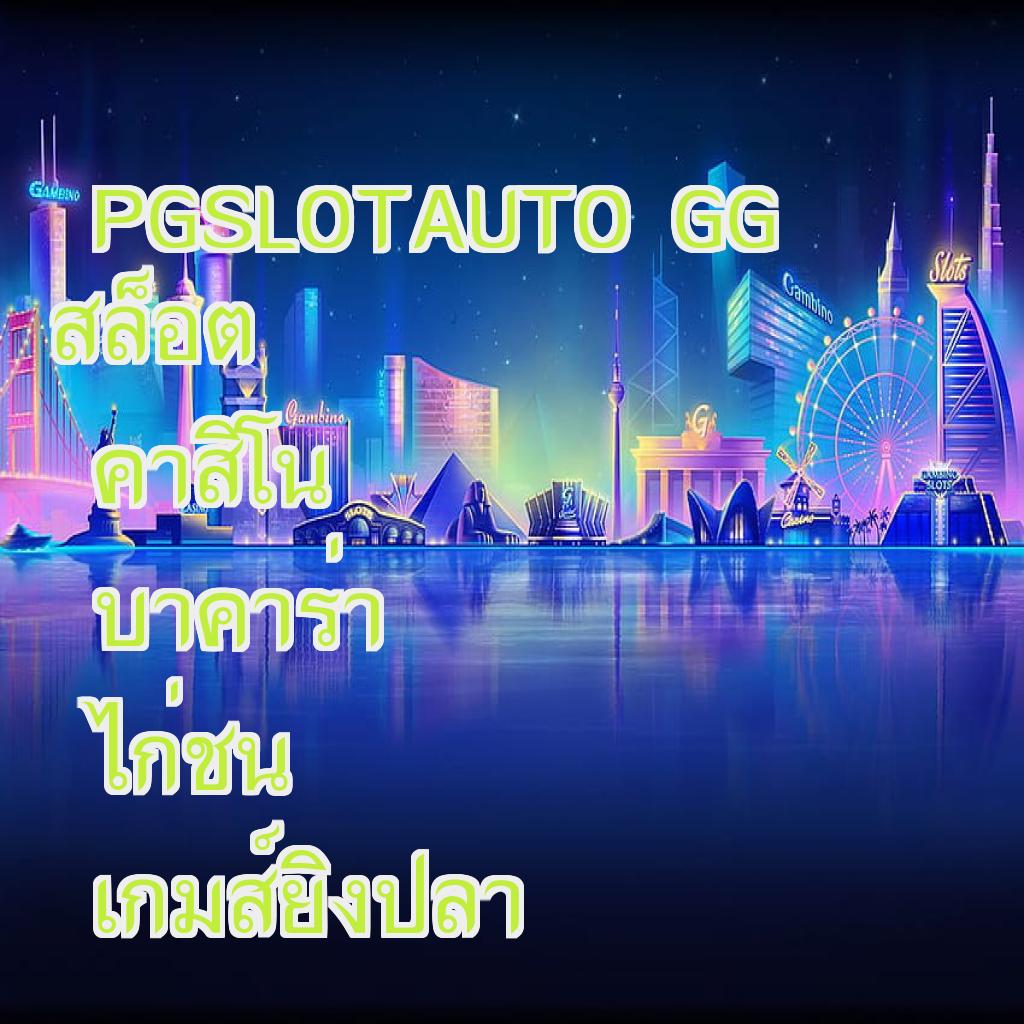 PGSLOTAUTO GG
สล็อต
คาสิโน
บาคาร่า
ไก่ชน
เกมส์ยิงปลา
GAMBINO
Gambino
Slots
Gambino
VEGAS
G
SLOTS
Casino
GAMBINO
SLOTS